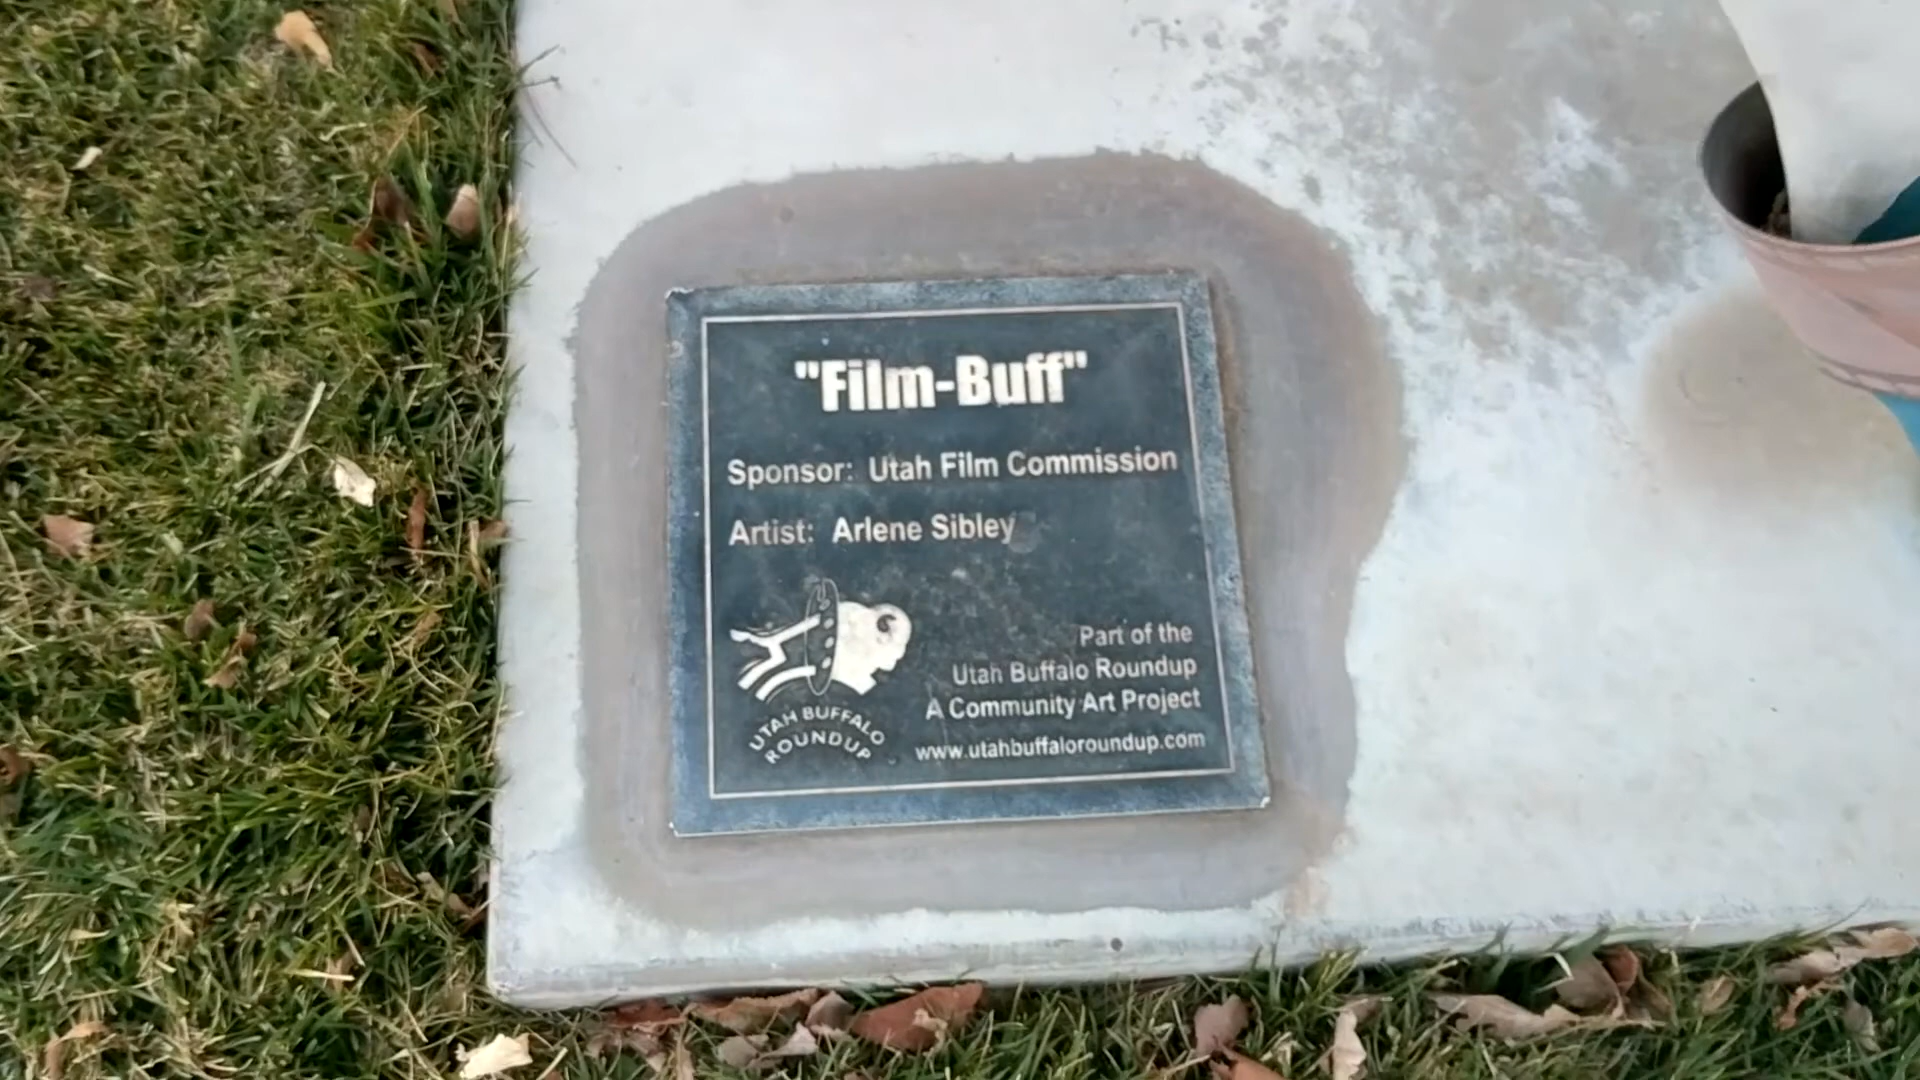 "Film-Buff"
Sponsor: Utah Film Commission
Artist: Arlene Sibley
Part of the
Utah Buffalo Roundup
A Community Art Project
www.utahbuffaloroundup.com
UTAH BUFFALO
ROUNDUP